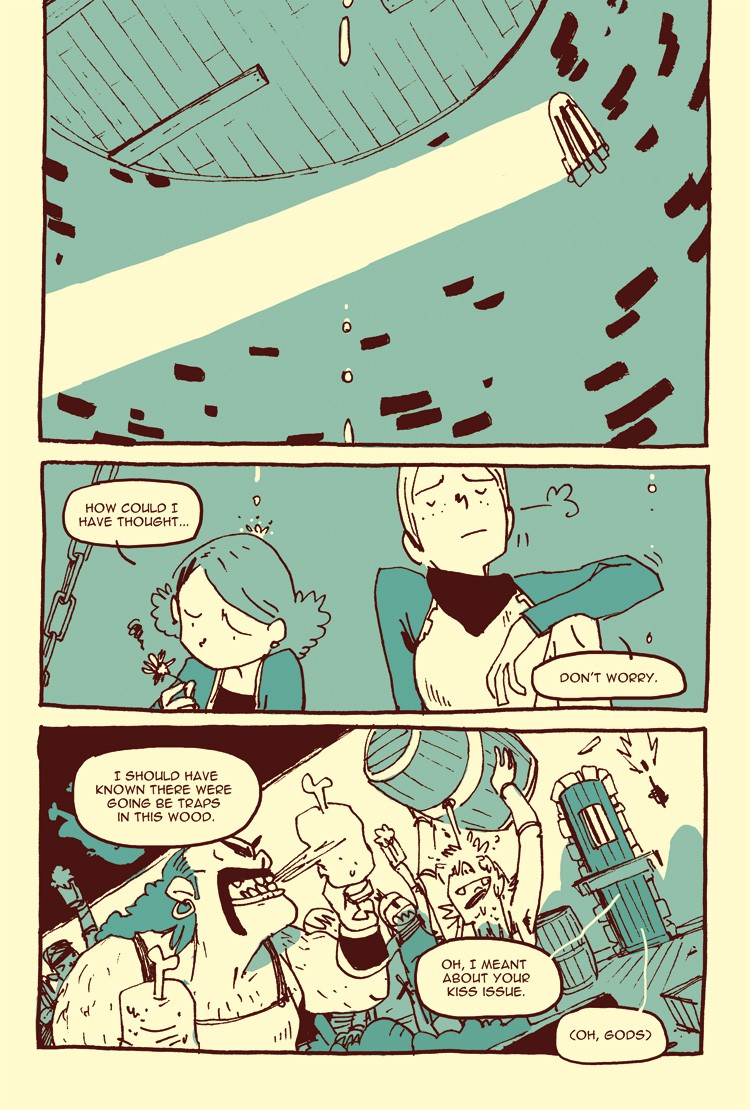 HOW COULD I
HAVE THOUGHT...
DON'T WORRY.
I SHOULD HAVE
KNOWN THERE WERE
GOING BE TRAPS
IN THIS WOOD.
OH, I MEANT
ABOUT YOUR
KISS ISSUE.
(OH, GODS)